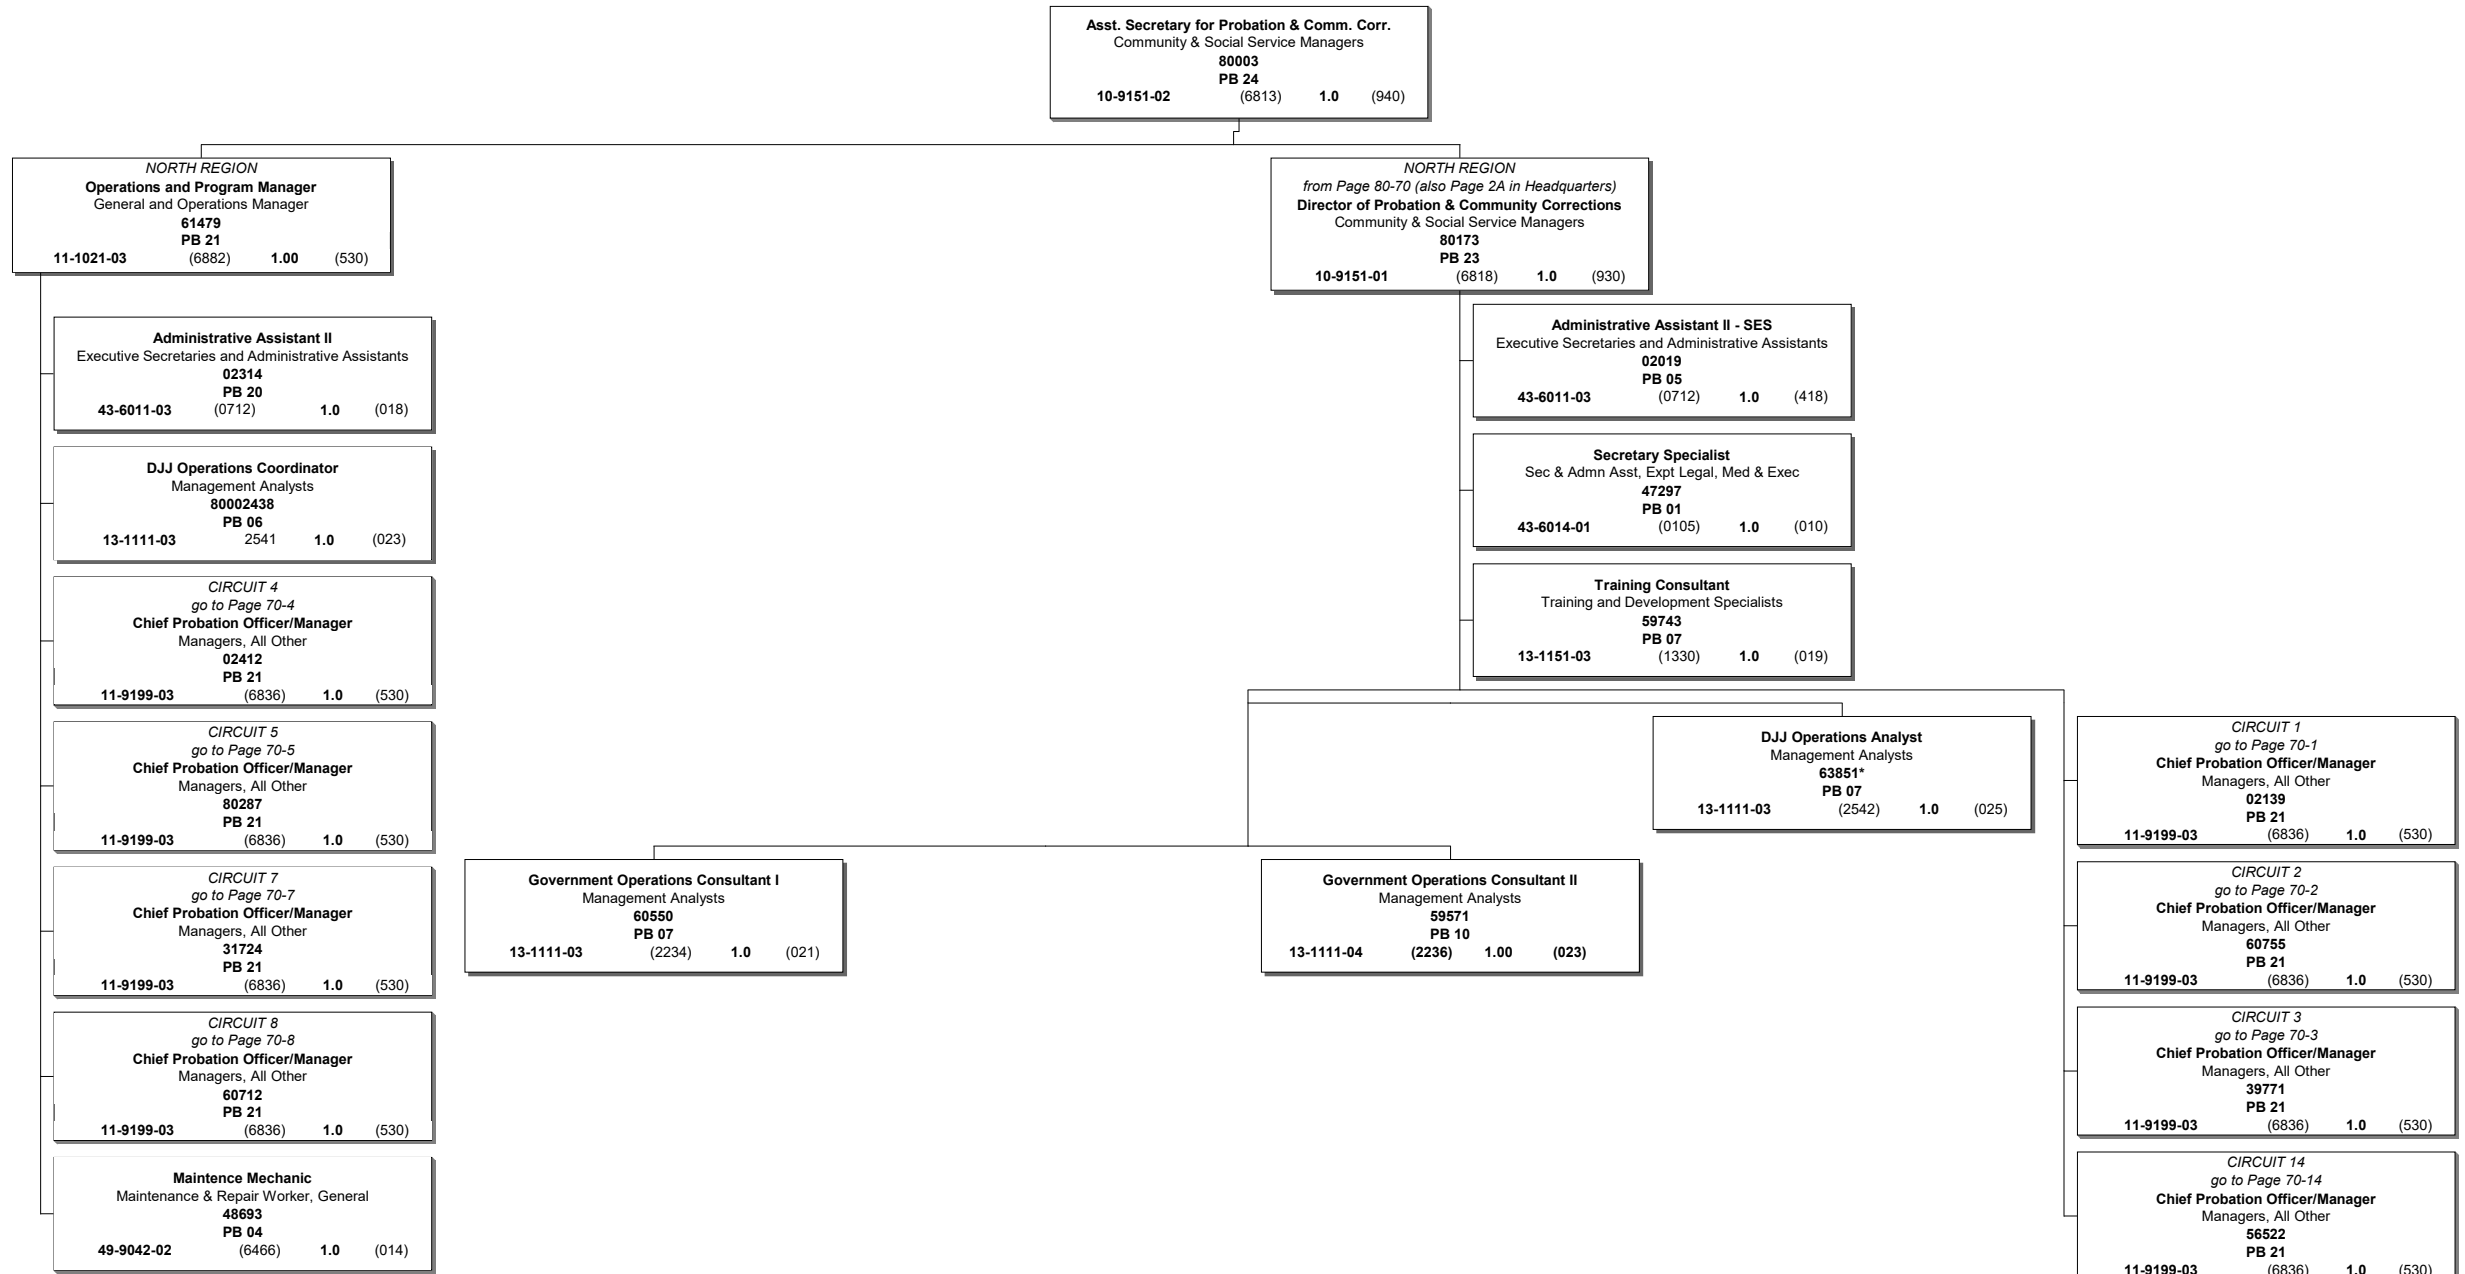 Asst. Secretary for Probation & Comm. Corr.
Community & Social Service Managers
80003
PB 24
10-9151-02 (6813) 1.0 (940)
NORTH REGION
Operations and Program Manager
General and Operations Manager
61479
PB 21
11-1021-03 (6882) 1.00 (530)
NORTH REGION
from Page 80-70 (also Page 2A in Headquarters)
Director of Probation & Community Corrections
Community & Social Service Managers
80173
PB 23
10-9151-01 (6818) 1.0 (930)
Administrative Assistant II
Executive Secretaries and Administrative Assistants
02314
PB 20
43-6011-03 (0712) 1.0 (018)
DJJ Operations Coordinator
Management Analysts
80002438
PB 06
13-1111-03 2541 1.0 (023)
CIRCUIT 4
go to Page 70-4
Chief Probation Officer/Manager
Managers, All Other
02412
PB 21
11-9199-03 (6836) 1.0 (530)
CIRCUIT 5
go to Page 70-5
Chief Probation Officer/Manager
Managers, All Other
80287
PB 21
11-9199-03 (6836) 1.0 (530)
CIRCUIT 7
go to Page 70-7
Chief Probation Officer/Manager
Managers, All Other
31724
PB 21
11-9199-03 (6836) 1.0 (530)
CIRCUIT 8
go to Page 70-8
Chief Probation Officer/Manager
Managers, All Other
60712
PB 21
11-9199-03 (6836) 1.0 (530)
Maintence Mechanic
Maintenance & Repair Worker, General
48693
PB 04
49-9042-02 (6466) 1.0 (014)
Administrative Assistant II - SES
Executive Secretaries and Administrative Assistants
02019
PB 05
43-6011-03 (0712) 1.0 (418)
Secretary Specialist
Sec & Admn Asst, Expt Legal, Med & Exec
47297
PB 01
43-6014-01 (0105) 1.0 (010)
Training Consultant
Training and Development Specialists
59743
PB 07
13-1151-03 (1330) 1.0 (019)
DJJ Operations Analyst
Management Analysts
63851*
PB 07
13-1111-03 (2542) 1.0 (025)
Government Operations Consultant I
Management Analysts
60550
PB 07
13-1111-03 (2234) 1.0 (021)
Government Operations Consultant II
Management Analysts
59571
PB 10
13-1111-04 (2236) 1.00 (023)
CIRCUIT 1
go to Page 70-1
Chief Probation Officer/Manager
Managers, All Other
02139
PB 21
11-9199-03 (6836) 1.0 (530)
CIRCUIT 2
go to Page 70-2
Chief Probation Officer/Manager
Managers, All Other
60755
PB 21
11-9199-03 (6836) 1.0 (530)
CIRCUIT 3
go to Page 70-3
Chief Probation Officer/Manager
Managers, All Other
39771
PB 21
11-9199-03 (6836) 1.0 (530)
CIRCUIT 14
go to Page 70-14
Chief Probation Officer/Manager
Managers, All Other
56522
PB 21
11-9199-03 (6836) 1.0 (530)